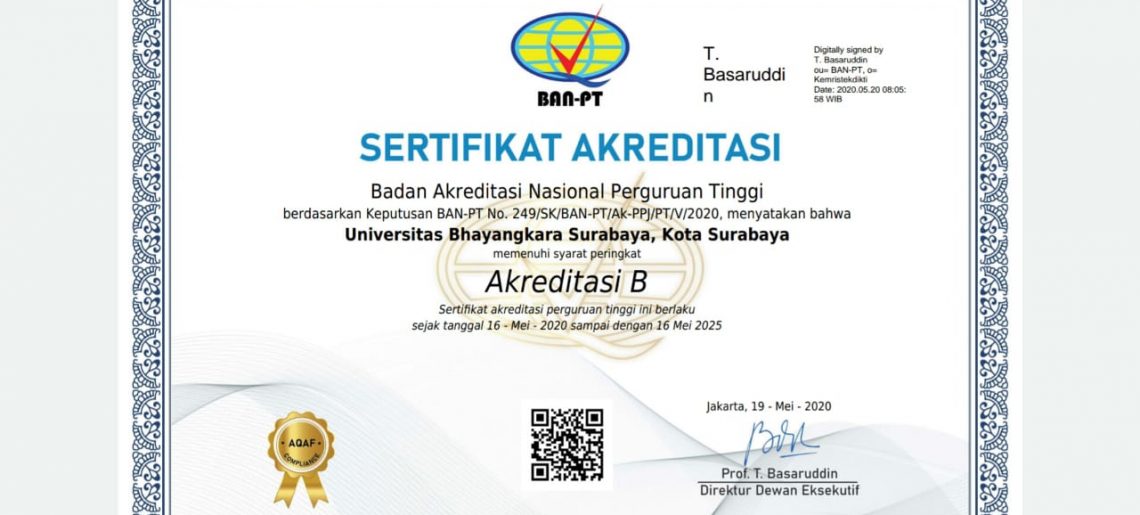 BAN-PT
T.
Basaruddi
n
Digitally signed by
T. Basaruddin
ou= BAN-PT, o=
Kemristekdikti
Date: 2020.05.20 08:05:
58 WIB
SERTIFIKAT AKREDITASI
Badan Akreditasi Nasional Perguruan Tinggi
berdasarkan Keputusan BAN-PT No. 249/SK/BAN-PT/Ak-PPJ/PT/V/2020, menyatakan bahwa
Universitas Bhayangkara Surabaya, Kota Surabaya
memenuhi syarat peringkat
Akreditasi B
Sertifikat akreditasi perguruan tinggi ini berlaku
sejak tanggal 16 - Mei - 2020 sampai dengan 16 Mei 2025
AQAF
COMPLIANCE
Jakarta, 19 - Mei - 2020
Prof. T. Basaruddin
Direktur Dewan Eksekutif